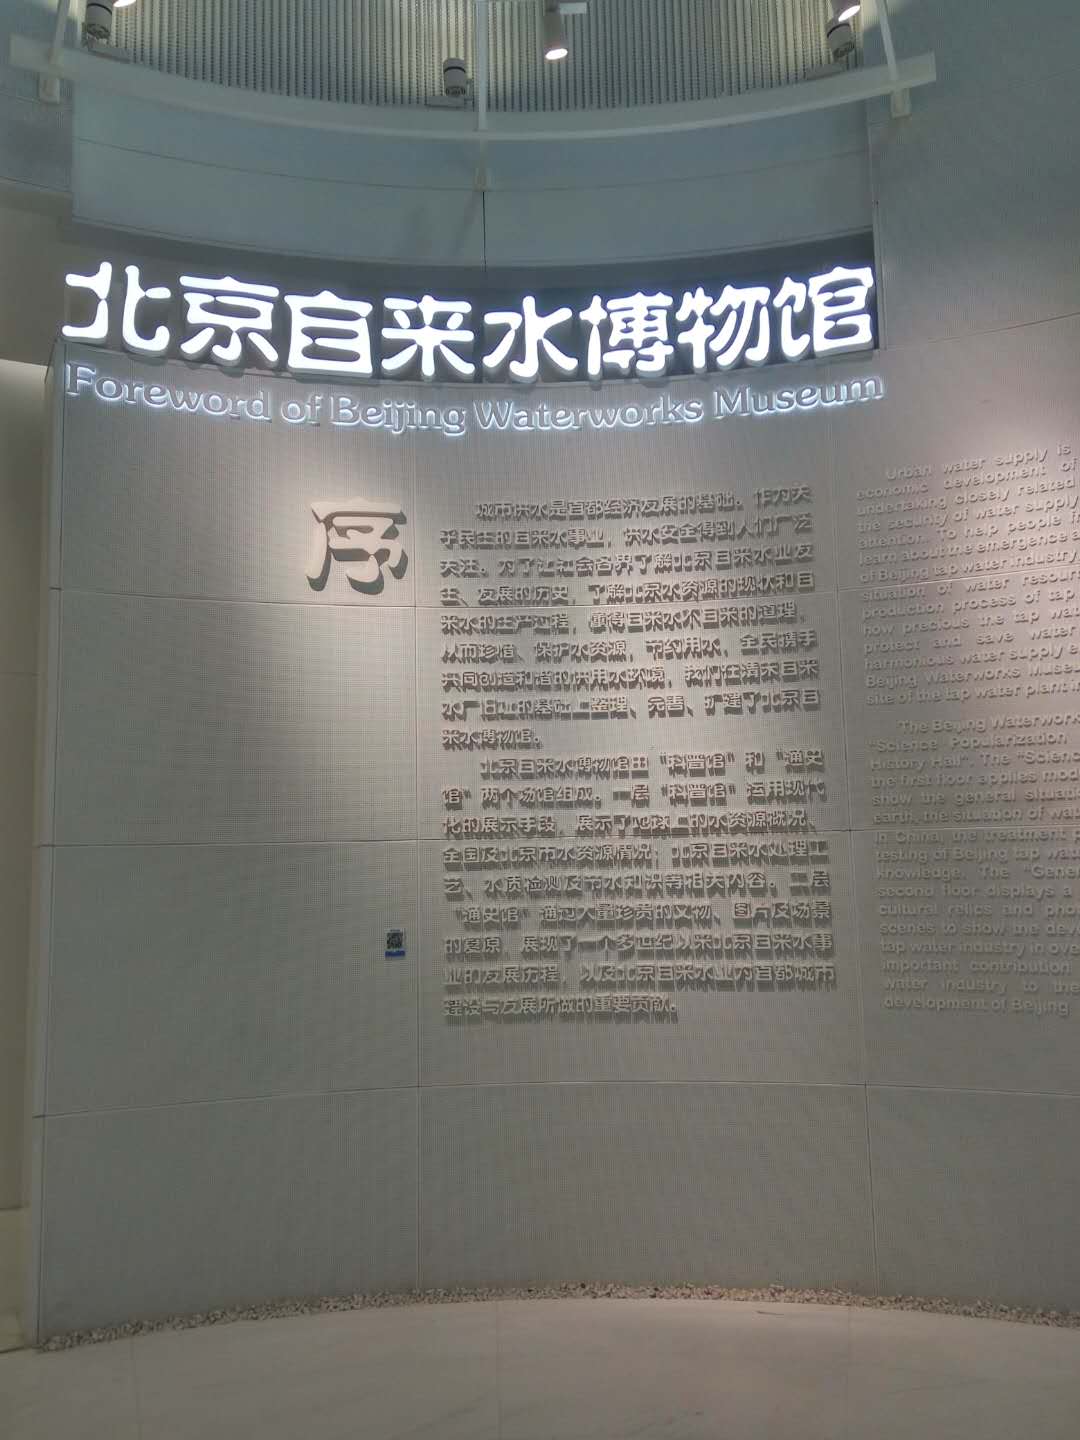 北京自来水博物馆
Foreword of Beijing Waterworks Museum
序
城市供水是首都经济发展的基础。作为关
乎民生的自来水事业，供水安全得到人们广泛
关注。为了让社会各界了解北京自来水业发
生、发展的历史，了解北京水资源的现状和自
来水的生产过程，懂得自来水不自来的道理，
从而珍惜、保护水资源，节约用水，全民携手
共同创造和谐的供用水环境，我们在清末自来
水厂旧址的基础上整理、完善、扩建了北京自
来水博物馆。
北京自来水博物馆由“科普馆”和“通史
馆”两个场馆组成。一层“科普馆”运用现代
化的展示手段，展示了地球上的水资源概况、
全国及北京市水资源情况，北京自来水处理工
艺、水质检测及节水知识等相关内容。二层
“通史馆”通过大量珍贵的文物、图片及场景
的复原，展现了一个多世纪以来北京自来水事
业的发展历程，以及北京自来水业为首都城市
建设与发展所做的重要贡献。
Urban water supply is
economic development of
undertaking closely related
the security of water supply
attention. To help people f
learn about the emergence a
of Beijing tap water industry,
situation of water resour
production process of tap
how precious the tap wat
protect and save water
harmonious water supply e
Beijing Waterworks Museu
site of the tap water plant in
The Beijing Waterwork
"Science Popularization
History Hall". The "Scienc
the first floor applies mod
show the general situatio
earth, the situation of wat
in China, the treatment p
testing of Beijing tap wat
knowledge. The "Gener
second floor displays a
cultural relics and phot
scenes to show the deve
tap water industry in over
important contribution
water industry to the
development of Beijing